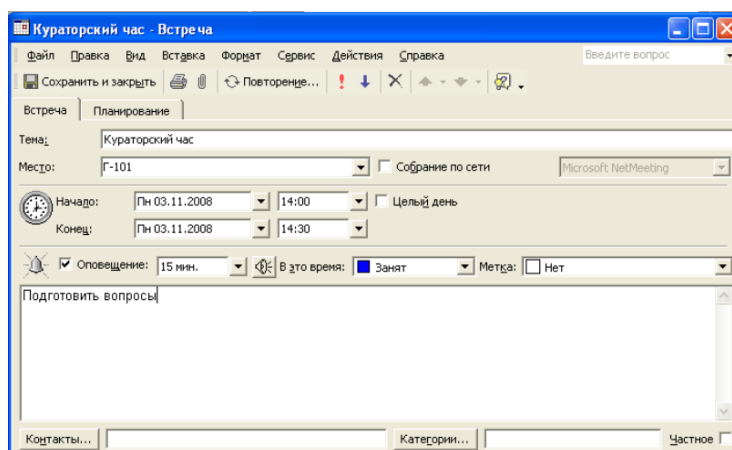 Кураторский час - Встреча
Файл Правка Вид Вставка Формат Сервис Действия Справка Введите вопрос
Сохранить и закрыть Повторение...
Встреча Планирование
Тема: Кураторский час
Место: Г-101 Собрание по сети Microsoft NetMeeting
Начало: Пн 03.11.2008 14:00 Целый день
Конец: Пн 03.11.2008 14:30
Оповещение: 15 мин. В это время: Занят Метка: Нет
Подготовить вопросы
Контакты... Категории... Частное